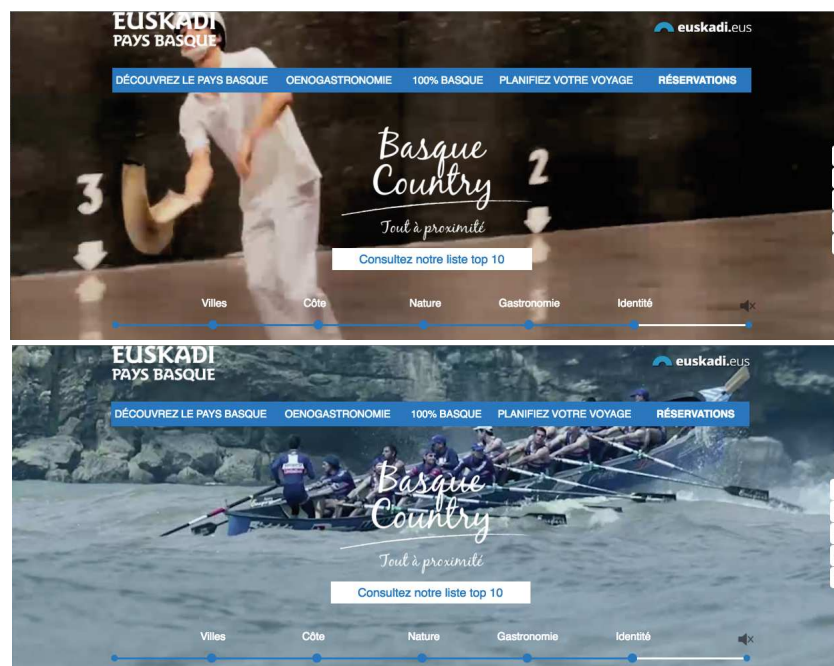 EUSKADI
PAYS BASQUE
euskadi.eus
DÉCOUVREZ LE PAYS BASQUE OENOGASTRONOMIE 100% BASQUE PLANIFIEZ VOTRE VOYAGE RÉSERVATIONS
Basque
Country
3
2
Tout à proximité
Consultez notre liste top 10
Villes Côte Nature Gastronomie Identité
EUSKADI
PAYS BASQUE
euskadi.eus
DÉCOUVREZ LE PAYS BASQUE OENOGASTRONOMIE 100% BASQUE PLANIFIEZ VOTRE VOYAGE RÉSERVATIONS
Basque
Country
Tout à proximité
Consultez notre liste top 10
Villes Côte Nature Gastronomie Identité